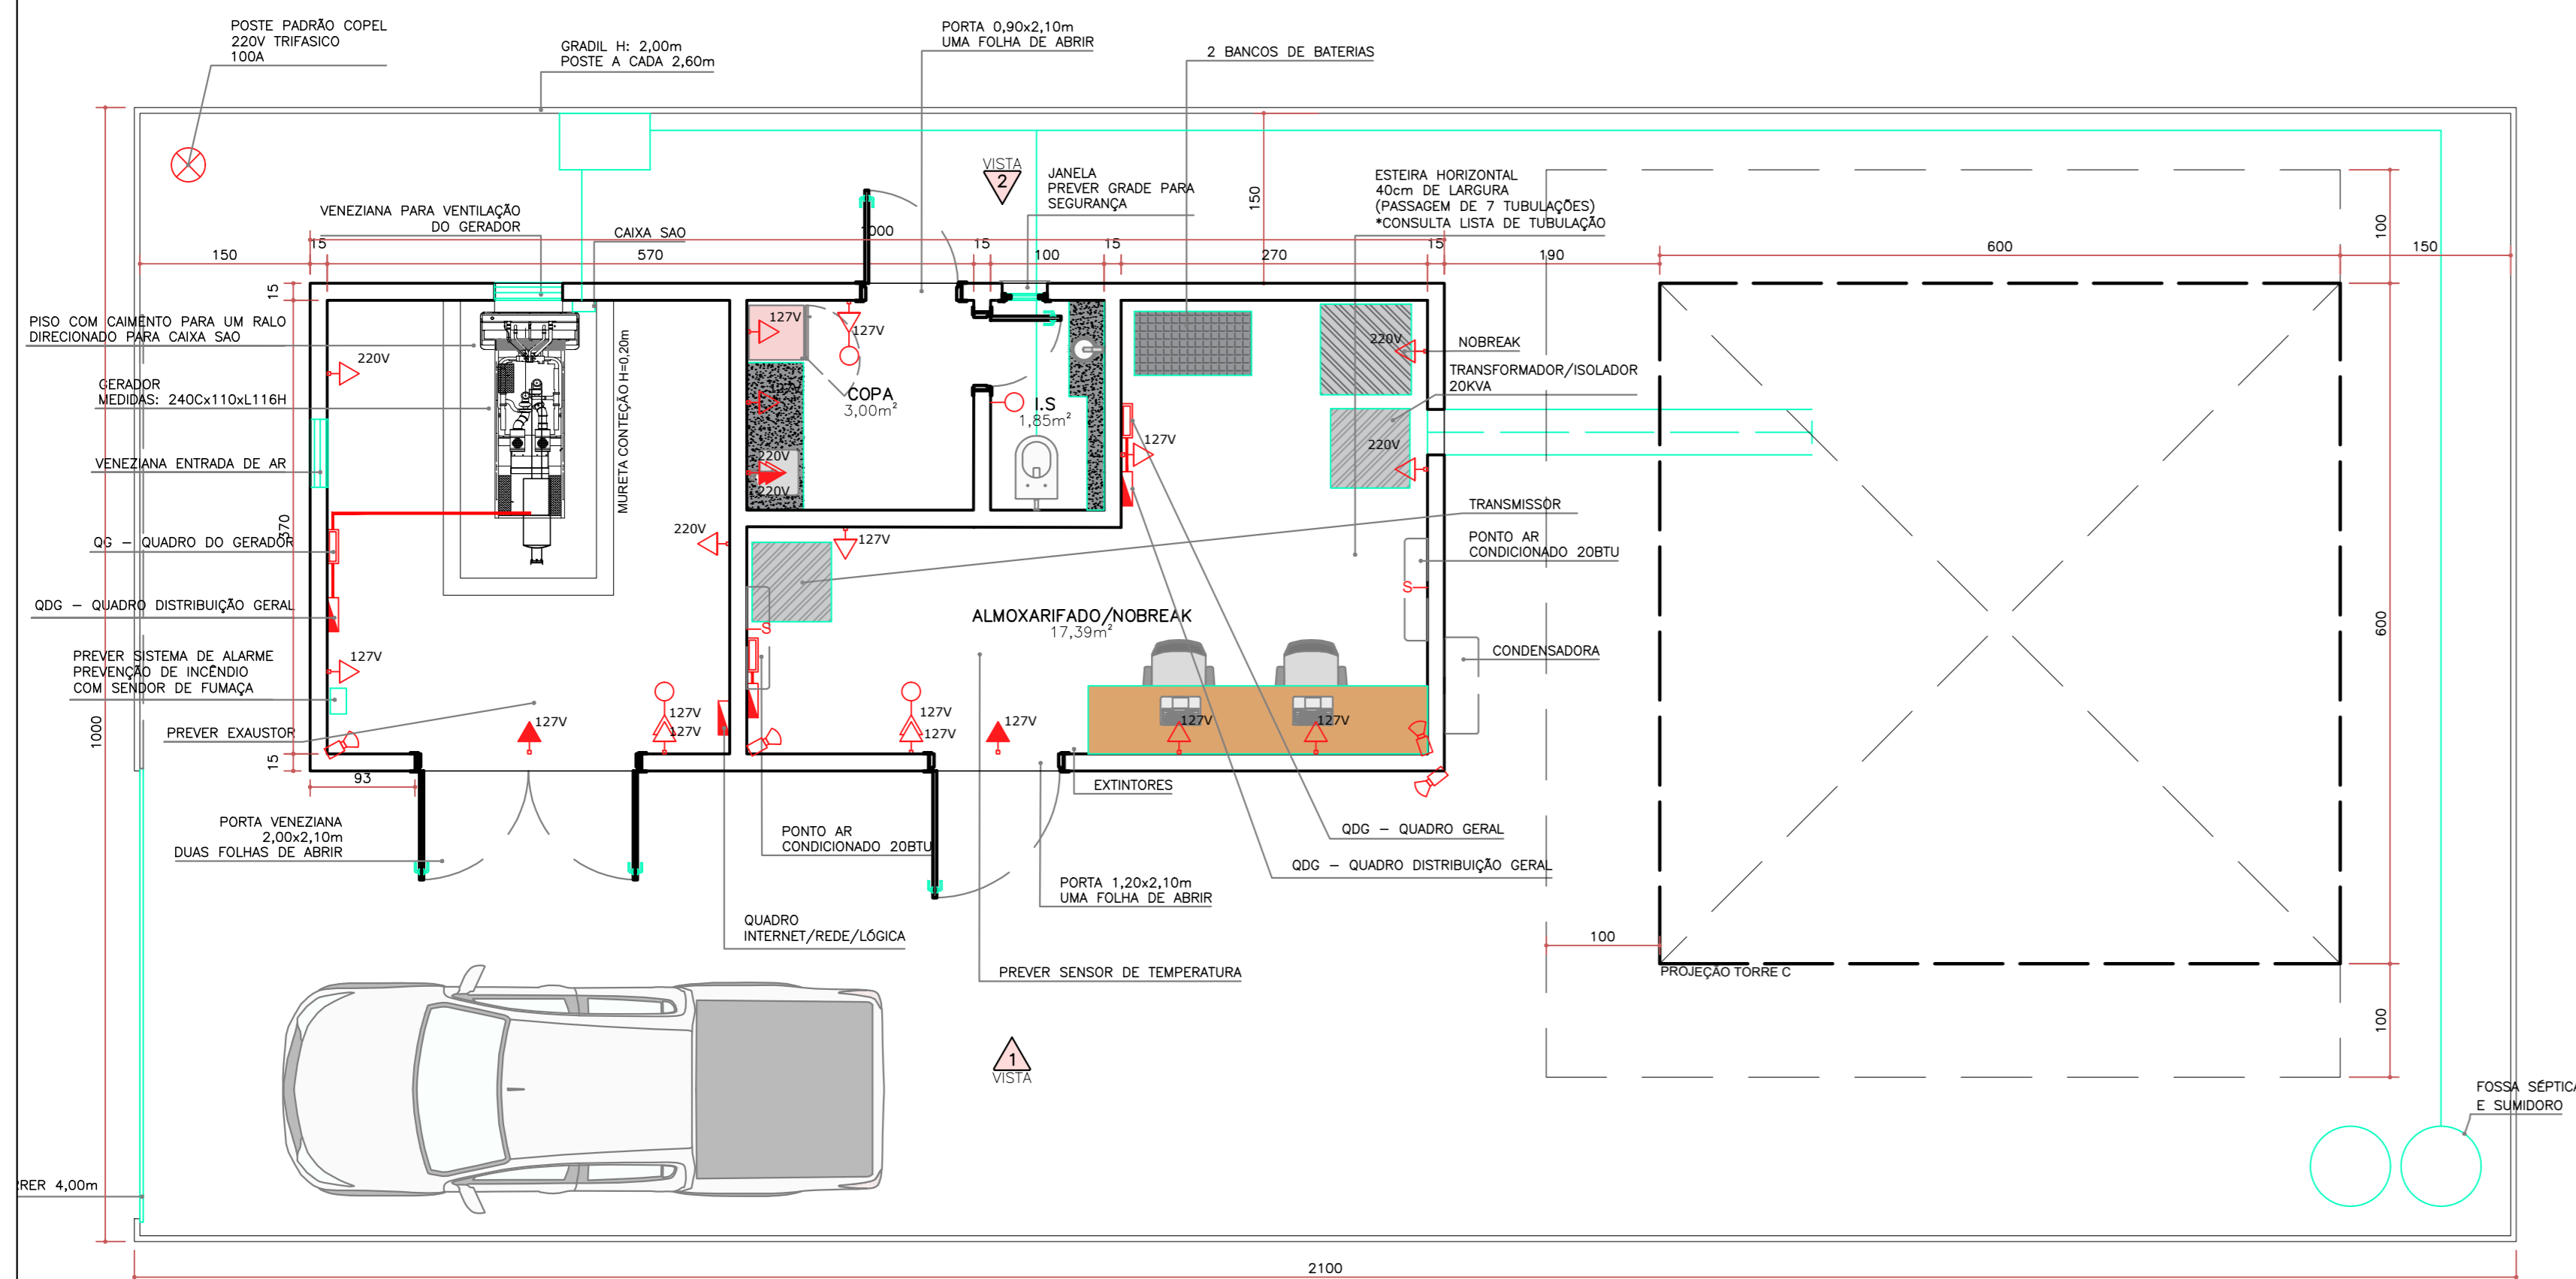 POSTE PADRÃO COPEL
220V TRIFASICO
100A
GRADIL H: 2,00m
POSTE A CADA 2,60m
PORTA 0,90x2,10m
UMA FOLHA DE ABRIR
2 BANCOS DE BATERIAS
VISTA
2
JANELA
PREVER GRADE PARA
SEGURANÇA
ESTEIRA HORIZONTAL
40cm DE LARGURA
(PASSAGEM DE 7 TUBULAÇÕES)
*CONSULTA LISTA DE TUBULAÇÃO
VENEZIANA PARA VENTILAÇÃO
DO GERADOR
CAIXA SAO
1000
150
100
150
15
570
15
100
15
270
15
190
600
150
15
PISO COM CAIMENTO PARA UM RALO
DIRECIONADO PARA CAIXA SAO
220V
GERADOR
MEDIDAS: 240Cx110xL116H
MURETA CONTEÇÃO H=0,20m
127V
127V
COPA
3,00m²
I.S
1,85m²
220V
220V
127V
220V
NOBREAK
TRANSFORMADOR/ISOLADOR
20KVA
220V
VENEZIANA ENTRADA DE AR
TRANSMISSOR
370
QG – QUADRO DO GERADOR
220V
127V
PONTO AR
CONDICIONADO 20BTU
S
QDG – QUADRO DISTRIBUIÇÃO GERAL
S
ALMOXARIFADO/NOBREAK
17,39m²
600
CONDENSADORA
PREVER SISTEMA DE ALARME
PREVENÇÃO DE INCÊNDIO
COM SENDOR DE FUMAÇA
127V
PREVER EXAUSTOR
1000
127V
127V
127V
127V
127V
127V
127V
127V
15
93
EXTINTORES
PORTA VENEZIANA
2,00x2,10m
DUAS FOLHAS DE ABRIR
PONTO AR
CONDICIONADO 20BTU
QDG – QUADRO GERAL
QDG – QUADRO DISTRIBUIÇÃO GERAL
PORTA 1,20x2,10m
UMA FOLHA DE ABRIR
QUADRO
INTERNET/REDE/LÓGICA
PREVER SENSOR DE TEMPERATURA
100
PROJEÇÃO TORRE C
100
1
VISTA
FOSSA SÉPTICA
E SUMIDORO
RER 4,00m
2100